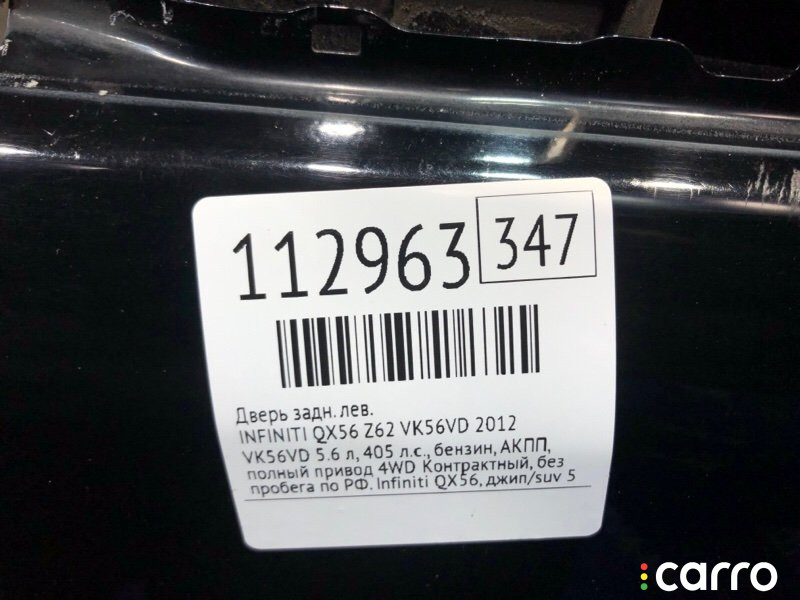 112963 347
Дверь задн. лев.
INFINITI QX56 Z62 VK56VD 2012
VK56VD 5.6 л, 405 л.с., бензин, АКПП,
полный привод 4WD Контрактный, без
пробега по РФ. Infiniti QX56, джип/suv 5
carro